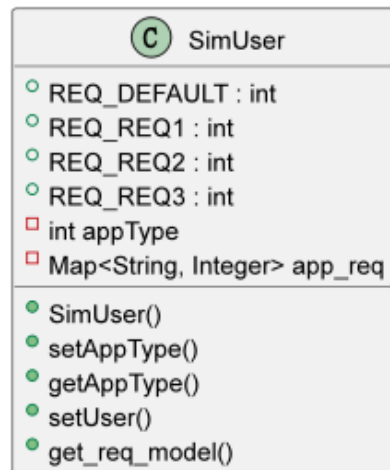 C SimUser
REQ_DEFAULT : int
REQ_REQ1 : int
REQ_REQ2 : int
REQ_REQ3 : int
int appType
Map<String, Integer> app_req
SimUser()
setAppType()
getAppType()
setUser()
get_req_model()